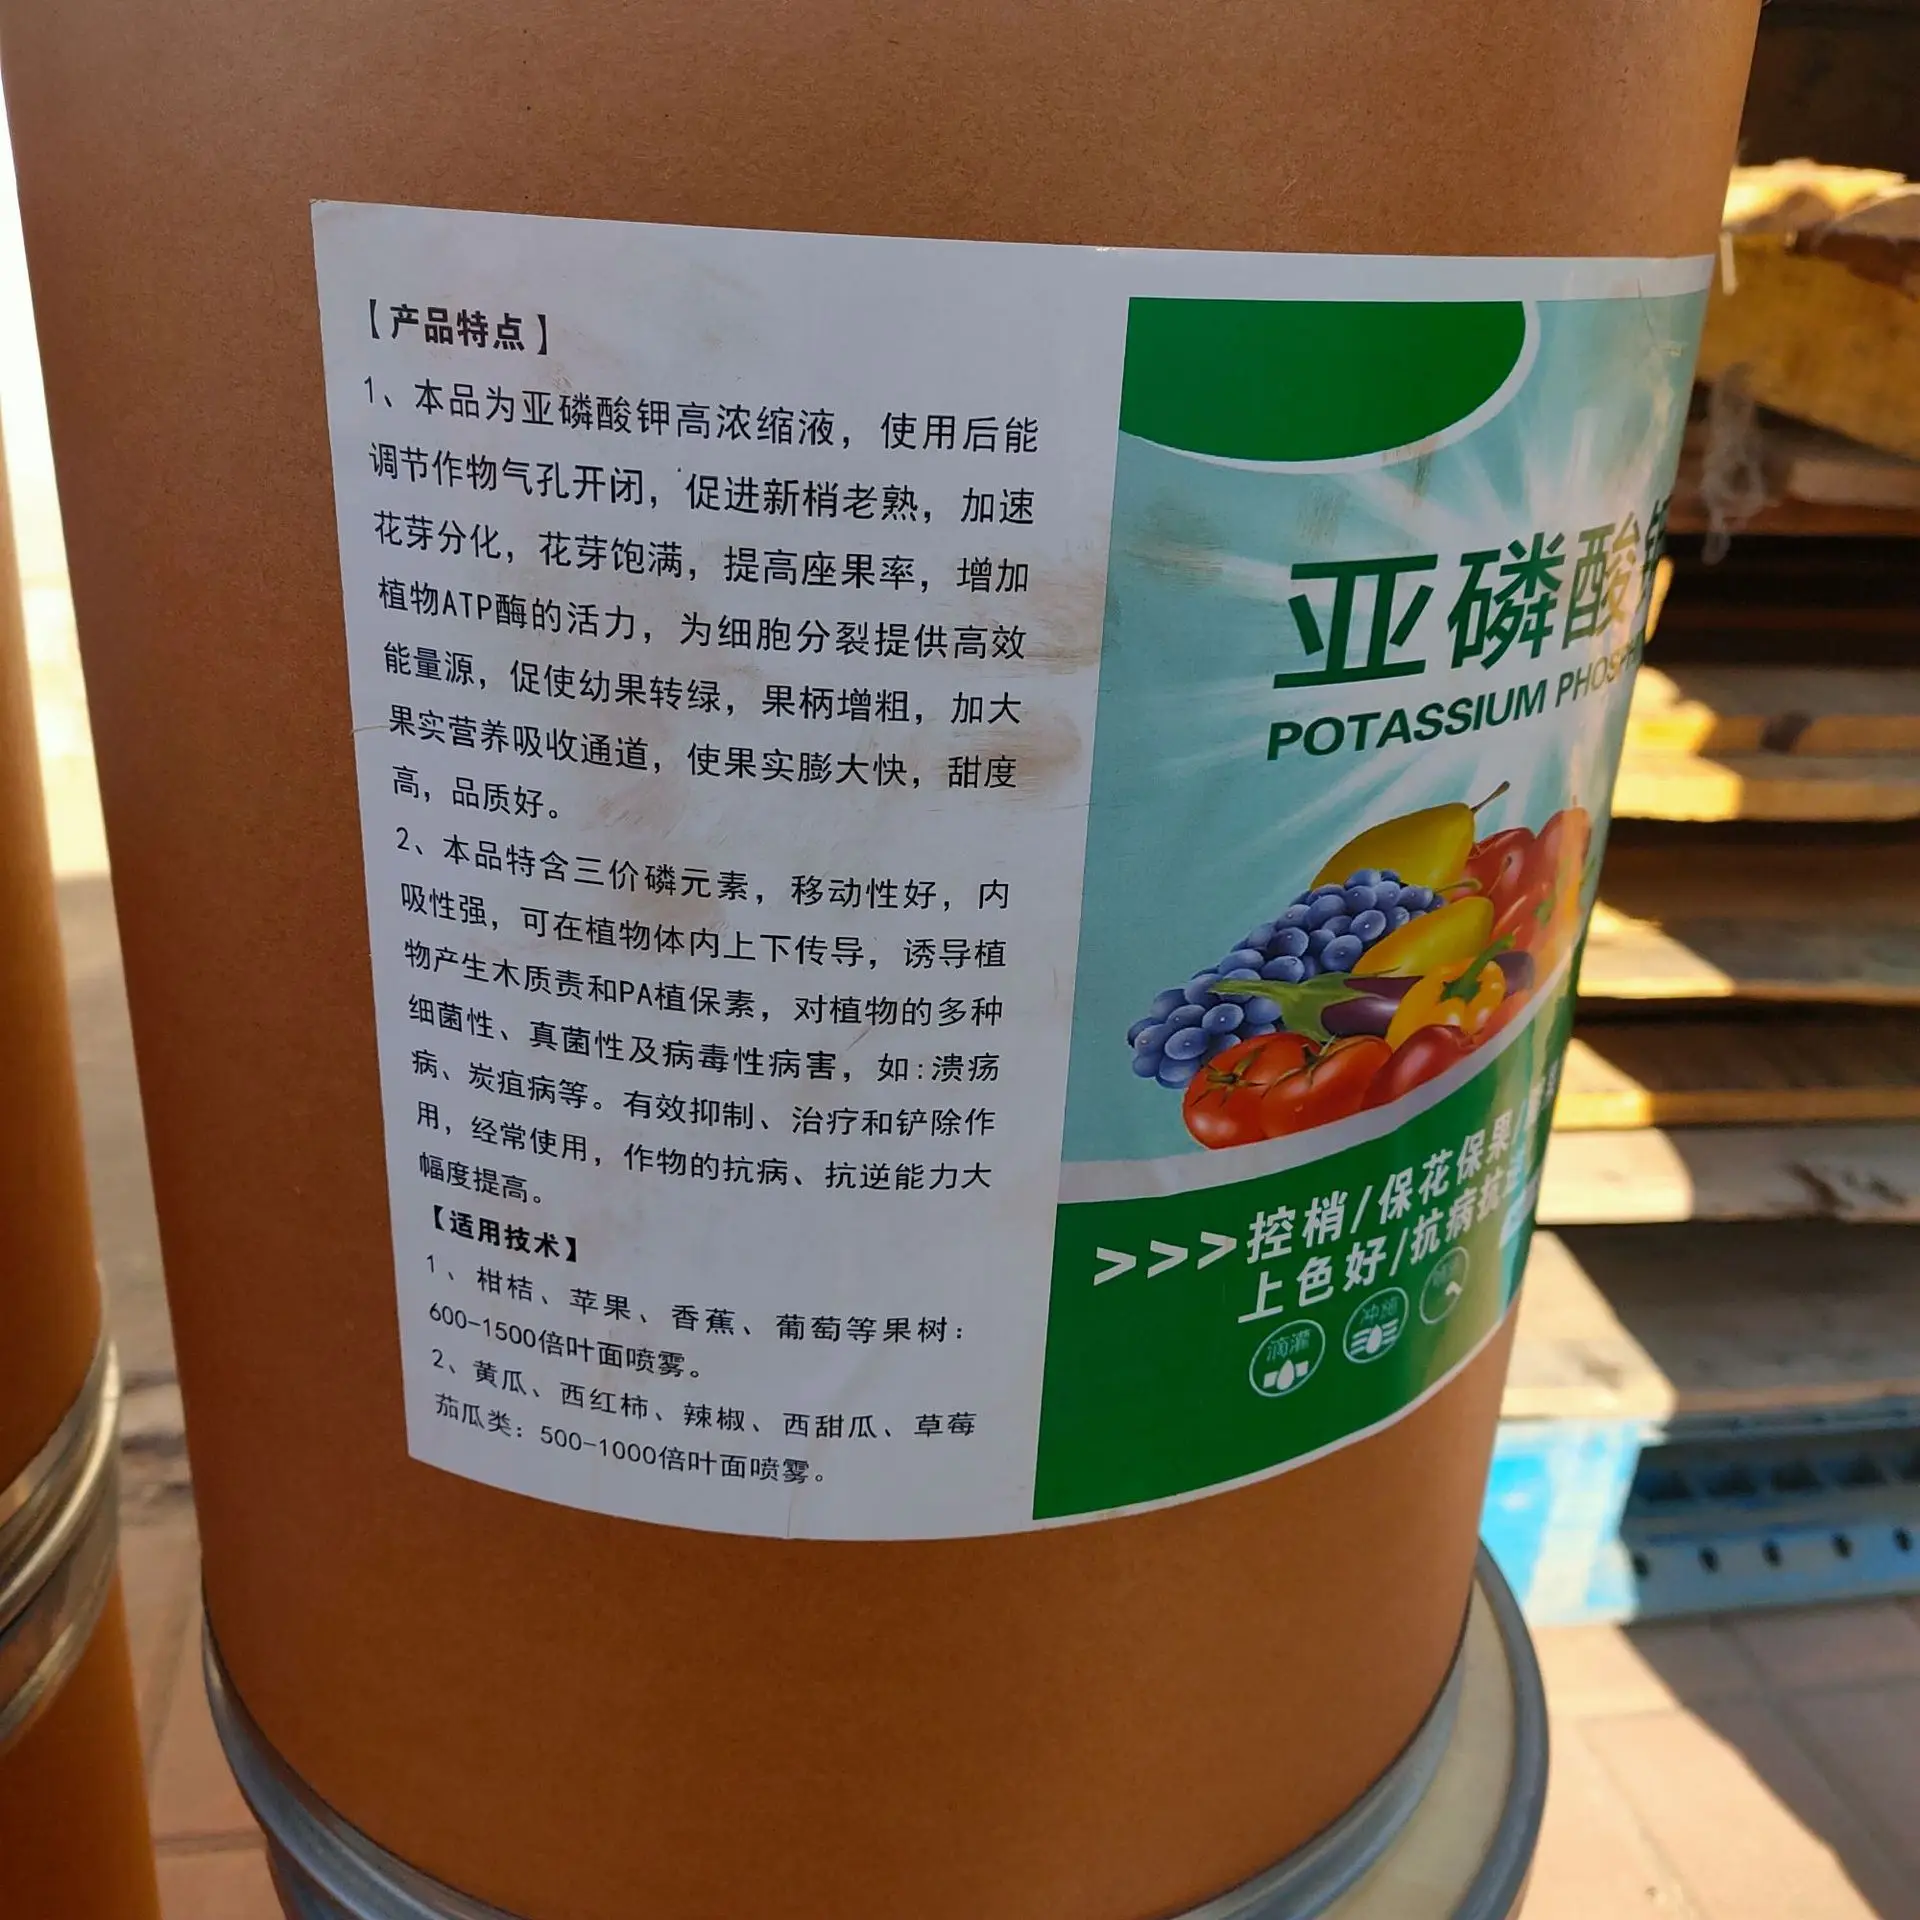 【产品特点】
1、本品为亚磷酸钾高浓缩液，使用后能
调节作物气孔开闭，促进新梢老熟，加速
花芽分化，花芽饱满，提高座果率，增加
植物ATP酶的活力，为细胞分裂提供高效
能量源，促使幼果转绿，果柄增粗，加大
果实营养吸收通道，使果实膨大快，甜度
高，品质好。
2、本品特含三价磷元素，移动性好，内
吸性强，可在植物体内上下传导，诱导植
物产生木质责和PA植保素，对植物的多种
细菌性、真菌性及病毒性病害，如:溃疡
病、炭疽病等。有效抑制、治疗和铲除作
用，经常使用，作物的抗病、抗逆能力大
幅度提高。
【适用技术】
1、柑桔、苹果、香蕉、葡萄等果树：
600-1500倍叶面喷雾。
2、黄瓜、西红柿、辣椒、西甜瓜、草莓
茄瓜类：500-1000倍叶面喷雾。
亚磷酸
POTASSIUM
>>>控梢/保花保果/
上色好/抗病抗
滴灌
冲施